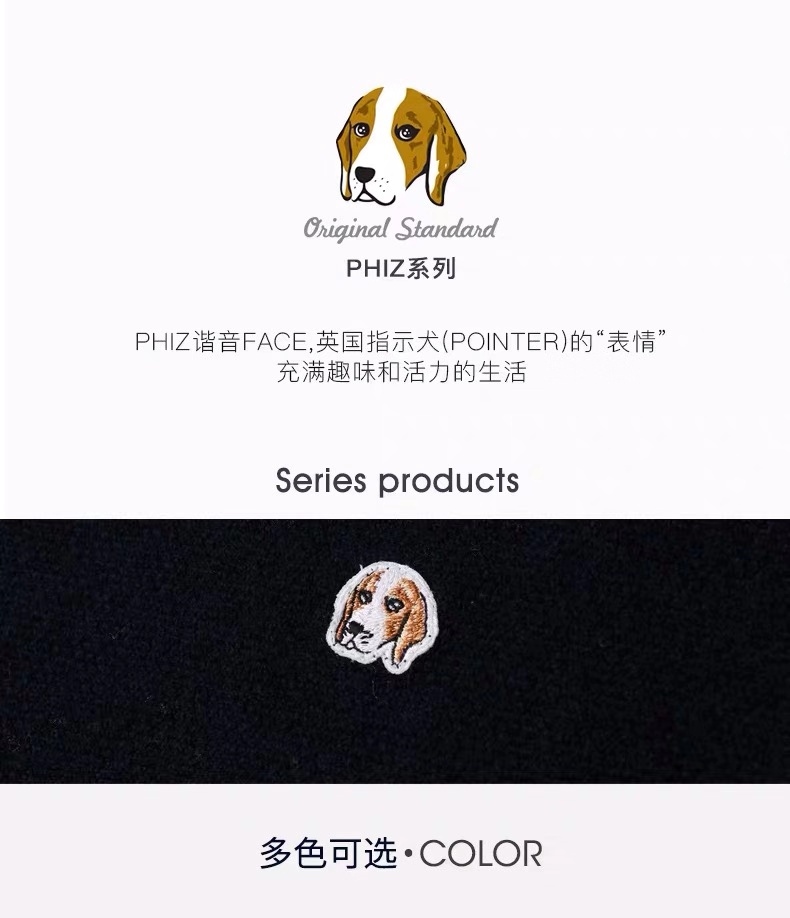 Original Standard
PHIZ系列
PHIZ谐音FACE,英国指示犬(POINTER)的“表情”
充满趣味和活力的生活
Series products
多色可选·COLOR